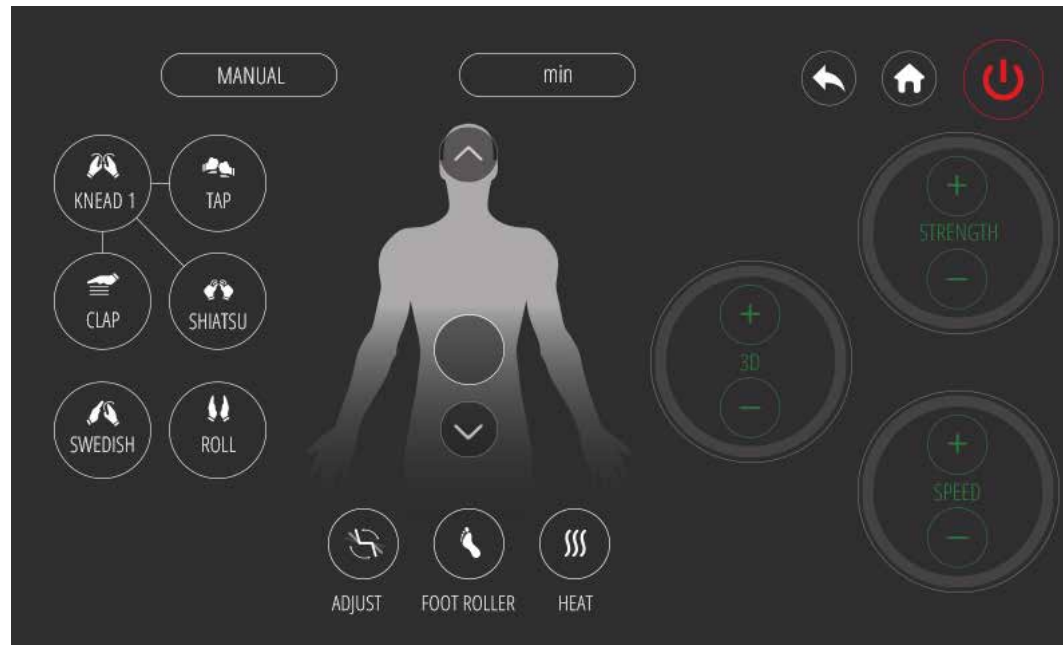 MANUAL
min
KNEAD 1
TAP
CLAP
SHIATSU
SWEDISH
ROLL
+
STRENGTH
−
+
3D
−
+
SPEED
−
ADJUST
FOOT ROLLER
HEAT